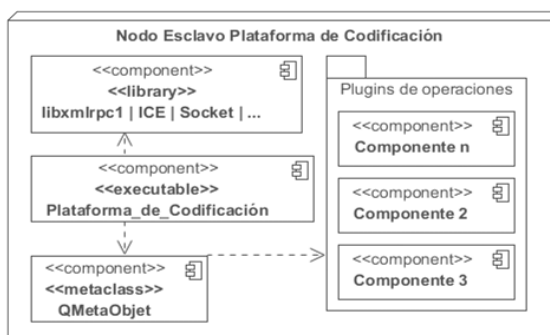 Nodo Esclavo Plataforma de Codificación
<<component>>
<<library>>
libxmlrpc1 | ICE | Socket | ...
<<component>>
<<executable>>
Plataforma_de_Codificación
<<component>>
<<metaclass>>
QMetaObjet
Plugins de operaciones
<<component>>
Componente n
<<component>>
Componente 2
<<component>>
Componente 3